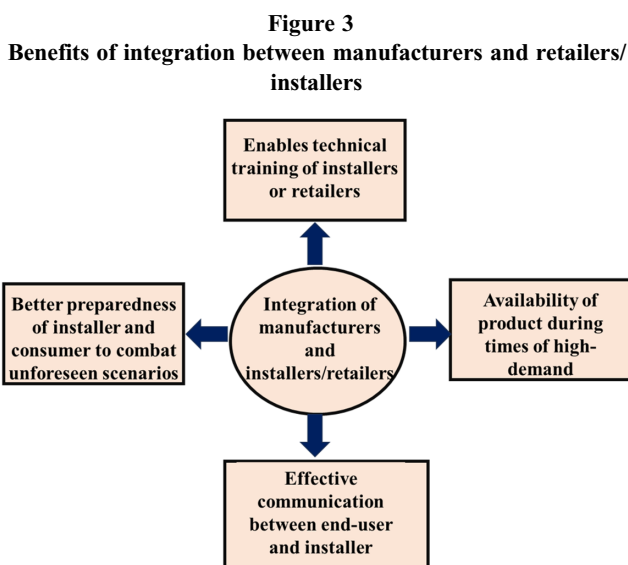 Figure 3
Benefits of integration between manufacturers and retailers/
installers
Enables technical
training of installers
or retailers
Better preparedness
of installer and
consumer to combat
unforeseen scenarios
Integration of
manufacturers
and
installers/retailers
Availability of
product during
times of high-
demand
Effective
communication
between end-user
and installer